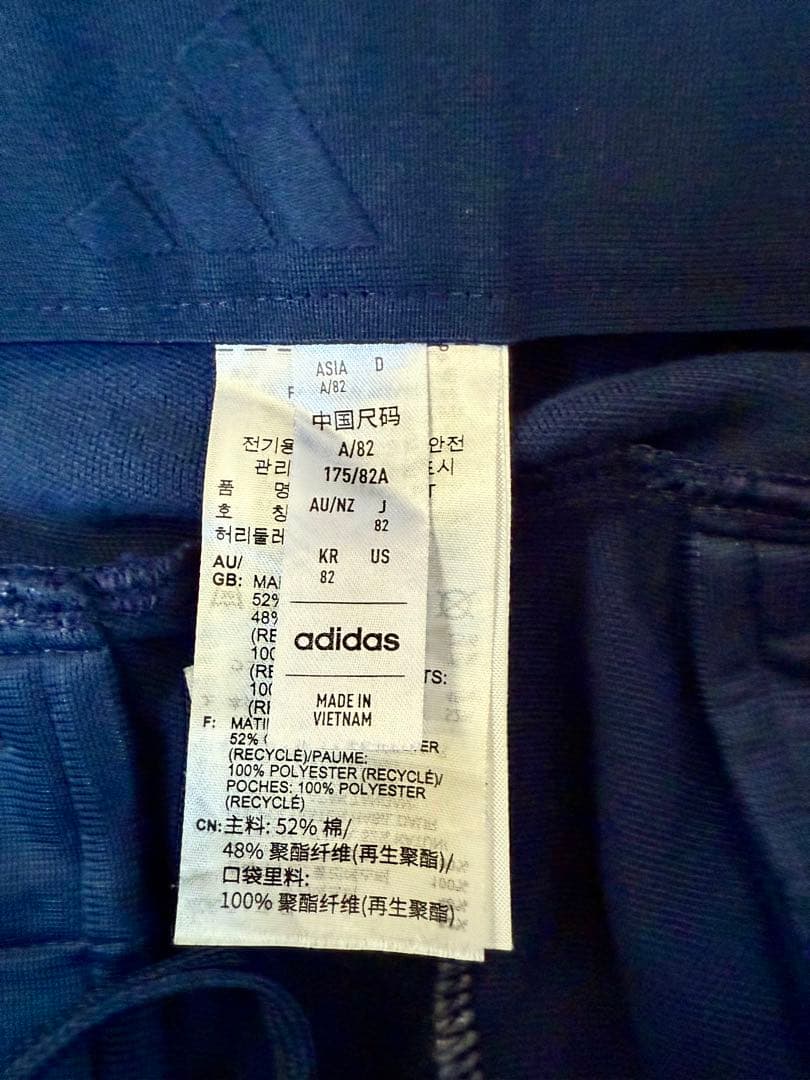 ASIA D
A/82
中国尺码
A/82
175/82A
AU/NZ J
82
KR US
82
adidas
MADE IN
VIETNAM
전기용 안전
관리
품 명
호 칭
허리둘레
AU/
GB:
52%
48%
F:
52%
(RECYCLÉ)/PAUME:
100% POLYESTER (RECYCLÉ)/
POCHES: 100% POLYESTER
(RECYCLÉ)
CN:主料: 52% 棉/
48% 聚酯纤维(再生聚酯)/
口袋里料:
100% 聚酯纤维(再生聚酯)